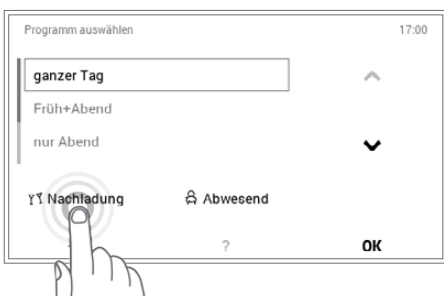 Programm auswählen 17:00
ganzer Tag
Früh+Abend
nur Abend
Nachladung Abwesend
? OK